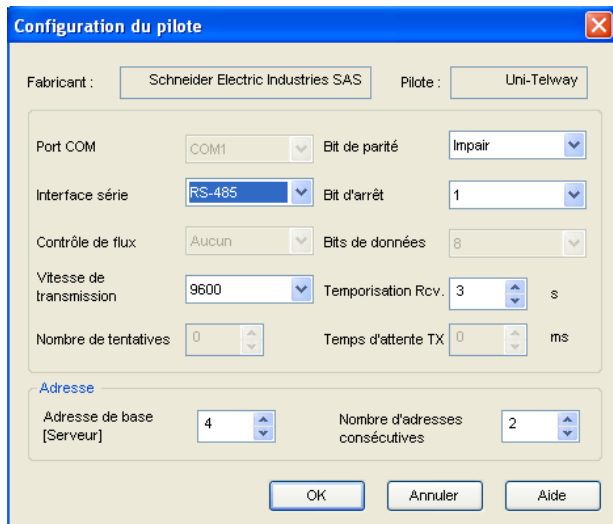 Configuration du pilote
Fabricant : Schneider Electric Industries SAS Pilote : Uni-Telway
Port COM COM1 Bit de parité Impair
Interface série RS-485 Bit d'arrêt 1
Contrôle de flux Aucun Bits de données 8
Vitesse de
transmission 9600 Temporisation Rcv. 3 s
Nombre de tentatives 0 Temps d'attente TX 0 ms
Adresse
Adresse de base
[Serveur] 4
Nombre d'adresses
consécutives 2
OK Annuler Aide